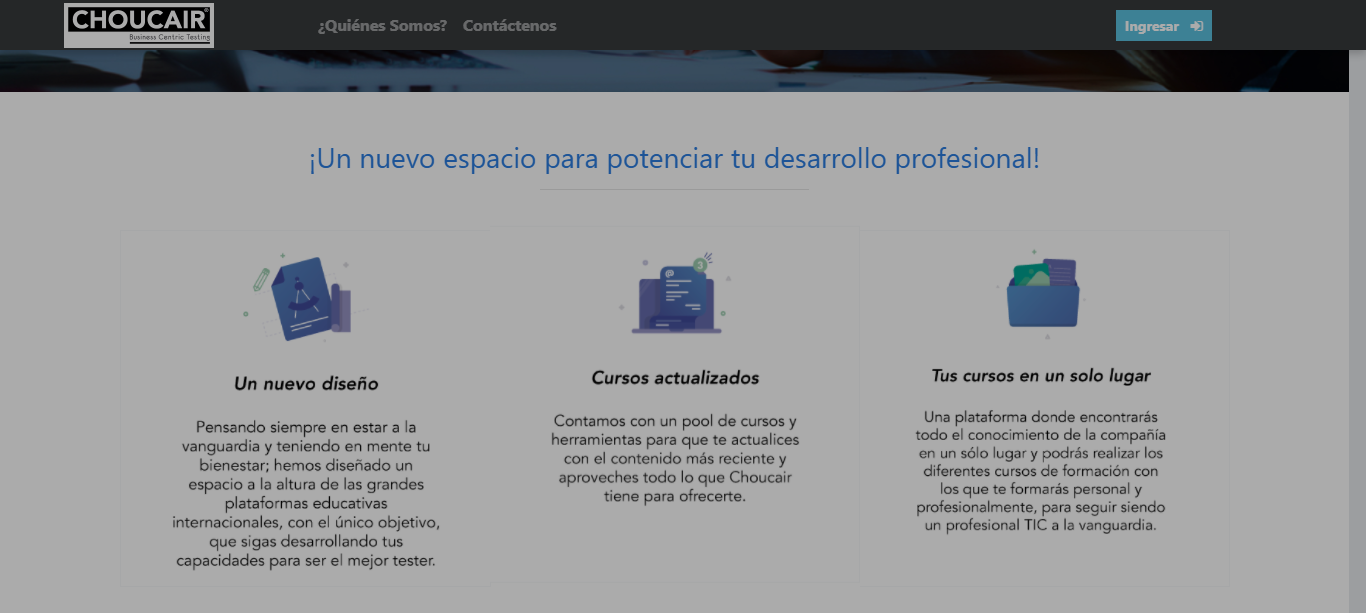 CHOUCAIR®
Business Centric Testing
¿Quiénes Somos? Contáctenos
Ingresar
¡Un nuevo espacio para potenciar tu desarrollo profesional!
Un nuevo diseño
Pensando siempre en estar a la
vanguardia y teniendo en mente tu
bienestar; hemos diseñado un
espacio a la altura de las grandes
plataformas educativas
internacionales, con el único objetivo,
que sigas desarrollando tus
capacidades para ser el mejor tester.
3
Cursos actualizados
Contamos con un pool de cursos y
herramientas para que te actualices
con el contenido más reciente y
aproveches todo lo que Choucair
tiene para ofrecerte.
Tus cursos en un solo lugar
Una plataforma donde encontrarás
todo el conocimiento de la compañía
en un sólo lugar y podrás realizar los
diferentes cursos de formación con
los que te formarás personal y
profesionalmente, para seguir siendo
un profesional TIC a la vanguardia.